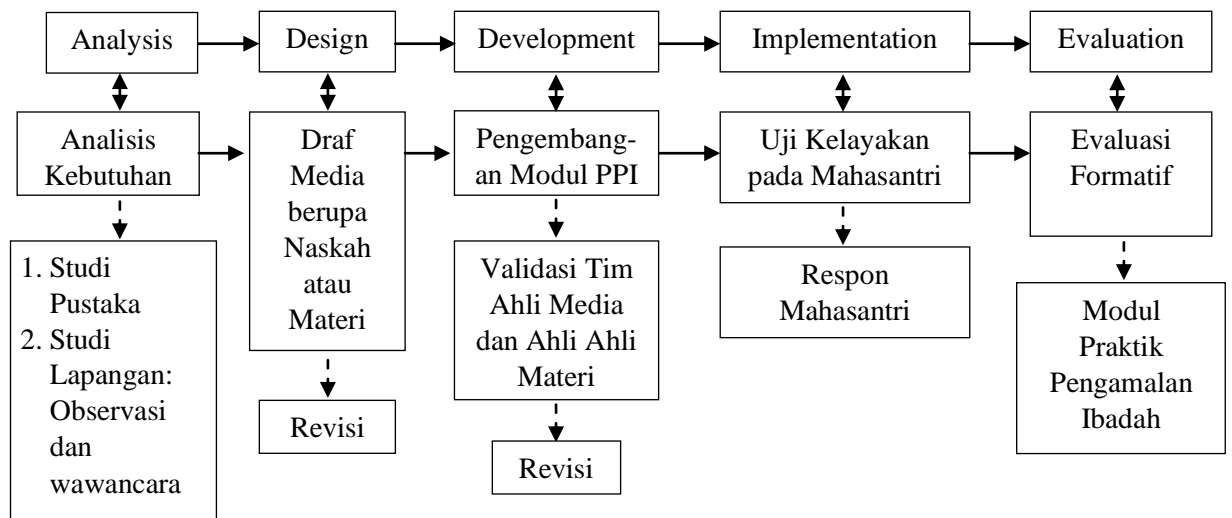 Analysis
Design
Development
Implementation
Evaluation
Analisis
Kebutuhan
Draf
Media
berupa
Naskah
atau
Materi
Pengembang-
an Modul PPI
Uji Kelayakan
pada Mahasantri
Evaluasi
Formatif
1. Studi
Pustaka
2. Studi
Lapangan:
Observasi
dan
wawancara
Revisi
Validasi Tim
Ahli Media
dan Ahli Ahli
Materi
Revisi
Respon
Mahasantri
Modul
Praktik
Pengamalan
Ibadah